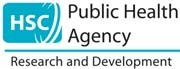 HSC Public Health
Agency
Research and Development